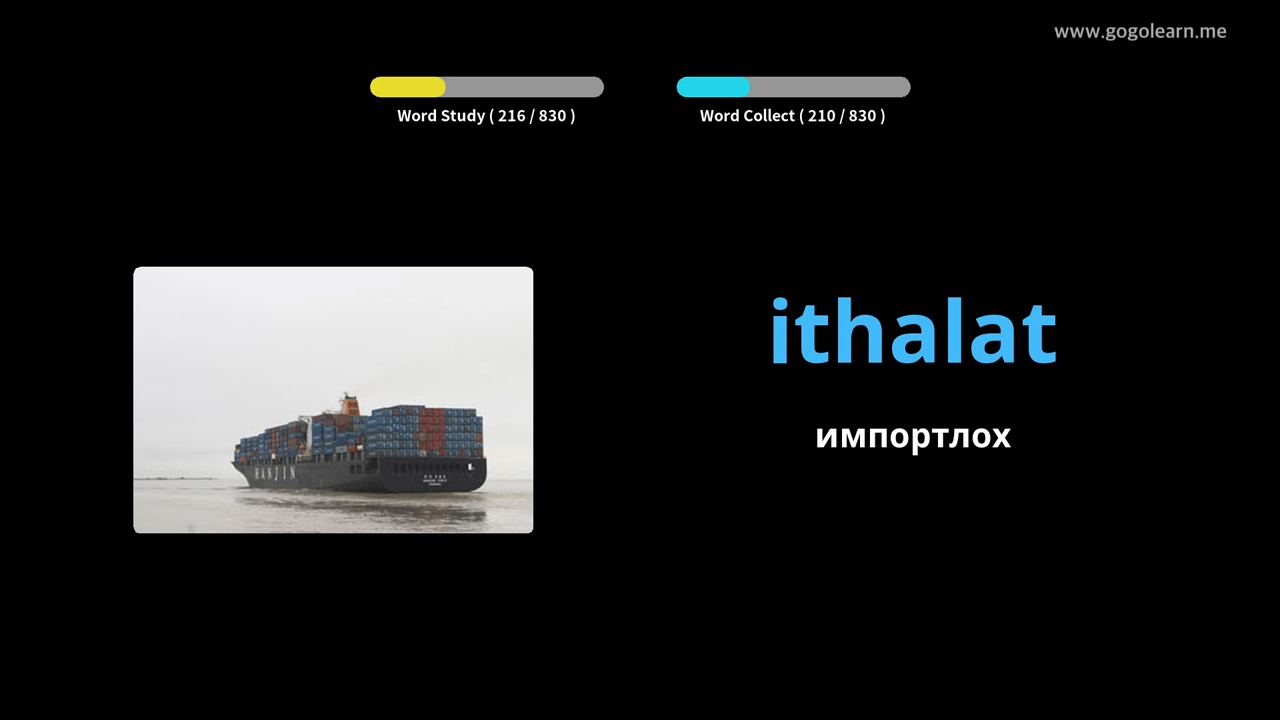 www.gogolearn.me
Word Study ( 216 / 830 )
Word Collect ( 210 / 830 )
ithalat
импортлох
HANJIN